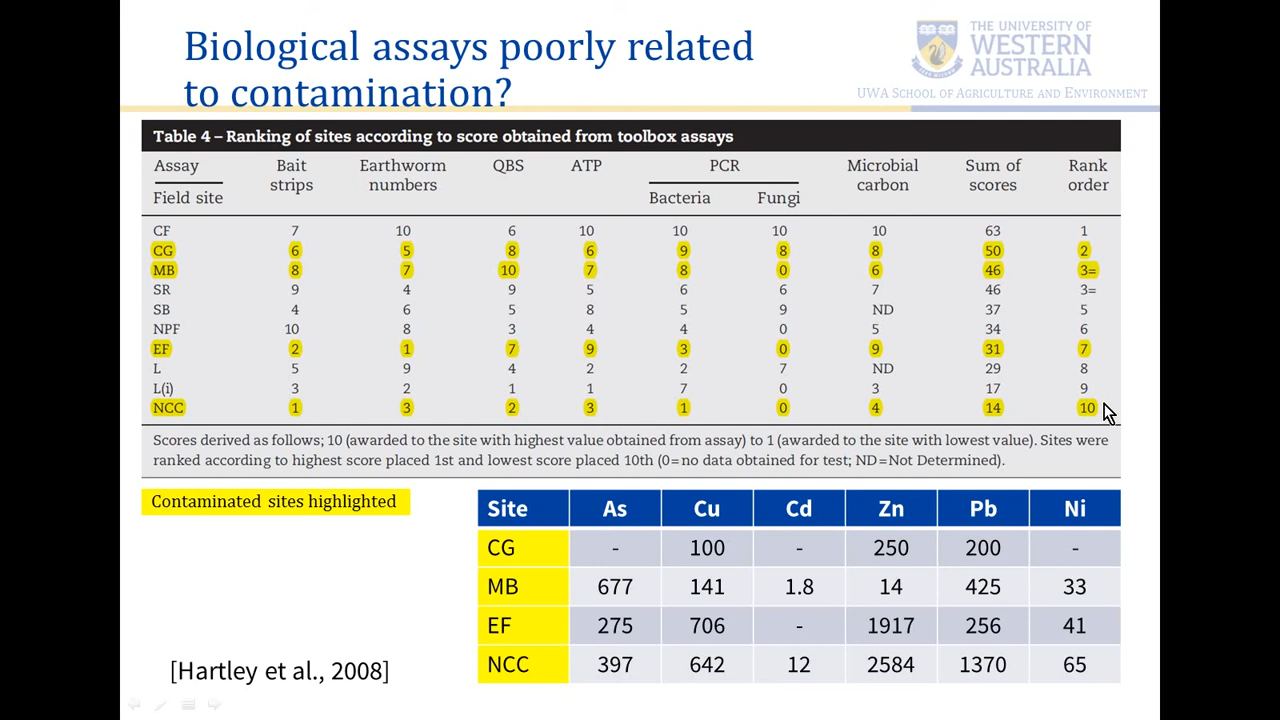 Biological assays poorly related
to contamination?
THE UNIVERSITY OF
WESTERN
AUSTRALIA
UWA SCHOOL OF AGRICULTURE AND ENVIRONMENT
Table 4 – Ranking of sites according to score obtained from toolbox assays
Assay Bait Earthworm QBS ATP PCR Microbial Sum of Rank
strips numbers carbon scores order
Field site Bacteria Fungi
CF 7 10 6 10 10 10 10 63 1
CG 6 5 8 6 9 8 8 50 2
MB 8 7 10 7 8 0 6 46 3=
SR 9 4 9 5 6 6 7 46 3=
SB 4 6 5 8 5 9 ND 37 5
NPF 10 8 3 4 4 0 5 34 6
EF 2 1 7 9 3 0 9 31 7
L 5 9 4 2 2 7 ND 29 8
L(i) 3 2 1 1 7 0 3 17 9
NCC 1 3 2 3 1 0 4 14 10
Scores derived as follows; 10 (awarded to the site with highest value obtained from assay) to 1 (awarded to the site with lowest value). Sites were
ranked according to highest score placed 1st and lowest score placed 10th (0=no data obtained for test; ND=Not Determined).
Contaminated sites highlighted
Site As Cu Cd Zn Pb Ni
CG - 100 - 250 200 -
MB 677 141 1.8 14 425 33
EF 275 706 - 1917 256 41
NCC 397 642 12 2584 1370 65
[Hartley et al., 2008]